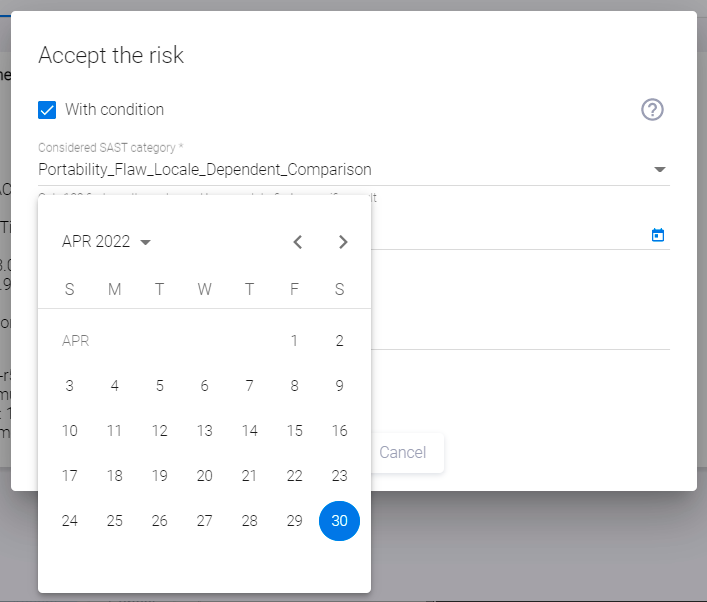 Accept the risk
With condition
Considered SAST category *
Portability_Flaw_Locale_Dependent_Comparison
APR 2022
S M T W T F S
APR 1 2
3 4 5 6 7 8 9
10 11 12 13 14 15 16
17 18 19 20 21 22 23
24 25 26 27 28 29 30
Cancel